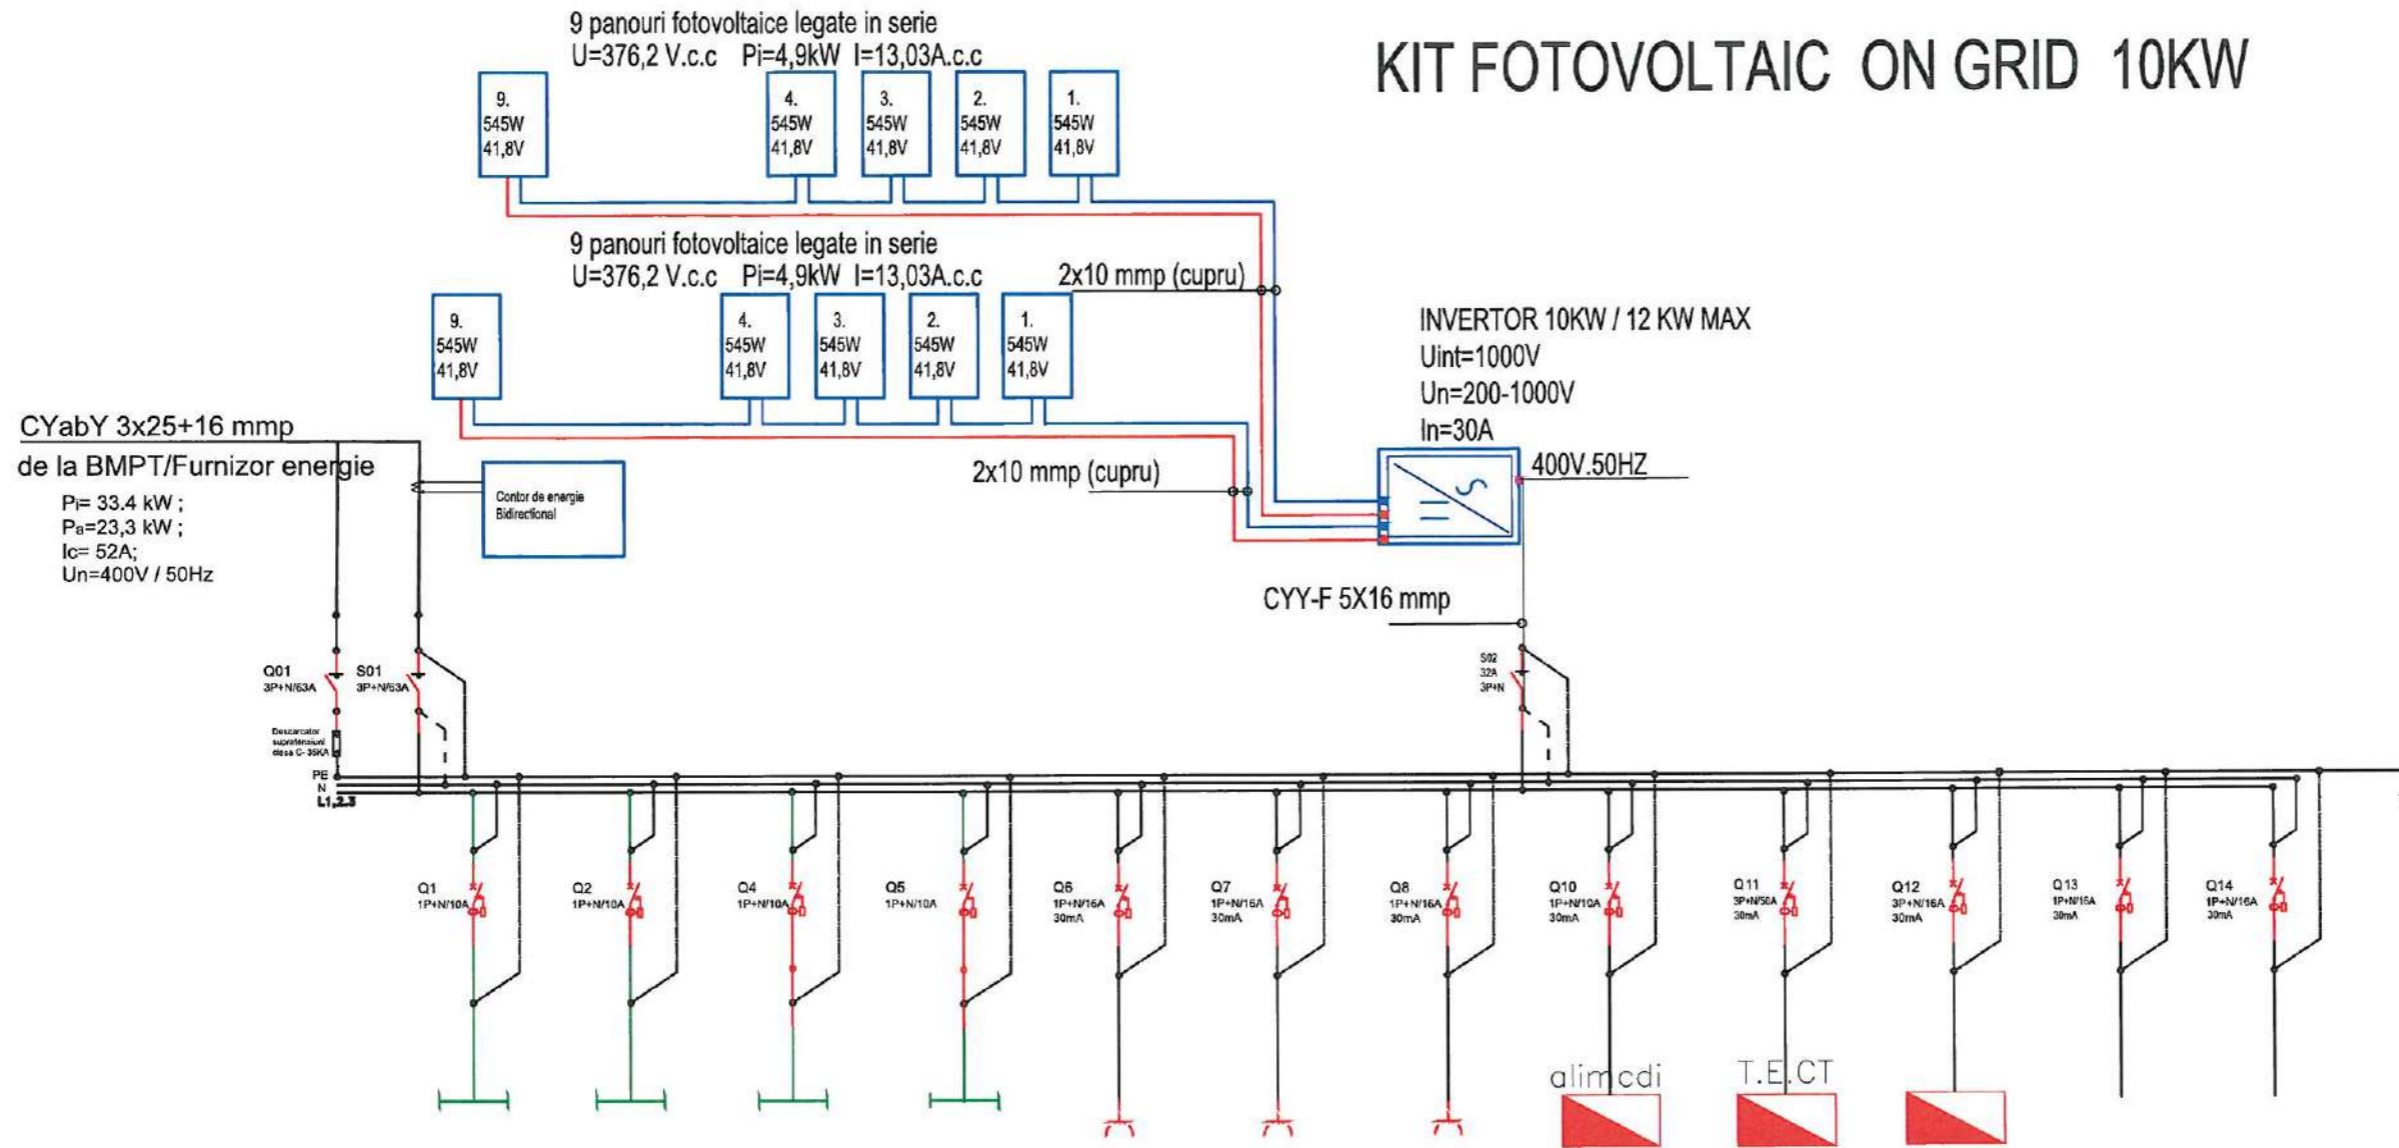 KIT FOTOVOLTAIC ON GRID 10KW
9 panouri fotovoltaice legate in serie
U=376,2 V.c.c Pi=4,9kW I=13,03A.c.c
9.
545W
41,8V
4.
545W
41,8V
3.
545W
41,8V
2.
545W
41,8V
1.
545W
41,8V
9 panouri fotovoltaice legate in serie
U=376,2 V.c.c Pi=4,9kW I=13,03A.c.c
2x10 mmp (cupru)
9.
545W
41,8V
4.
545W
41,8V
3.
545W
41,8V
2.
545W
41,8V
1.
545W
41,8V
INVERTOR 10KW / 12 KW MAX
Uint=1000V
Un=200-1000V
In=30A
CYabY 3x25+16 mmp
de la BMPT/Furnizor energie
Pi= 33.4 kW ;
Pa=23,3 kW ;
Ic= 52A;
Un=400V / 50Hz
Contor de energie
Bidirectional
2x10 mmp (cupru)
400V.50HZ
CYY-F 5X16 mmp
Q01
3P+N/63A
S01
3P+N/63A
S02
32A
3P+N
Descarcator
supratensiuni
clasa C- 35KA
PE
N
L1,2.3
Q1
1P+N/10A
Q2
1P+N/10A
Q4
1P+N/10A
Q5
1P+N/10A
Q6
1P+N/16A
30mA
Q7
1P+N/16A
30mA
Q8
1P+N/16A
30mA
Q10
1P+N/10A
30mA
Q11
3P+N/50A
30mA
Q12
3P+N/16A
30mA
Q13
1P+N/16A
30mA
Q14
1P+N/16A
30mA
alim cdi
T.E.CT